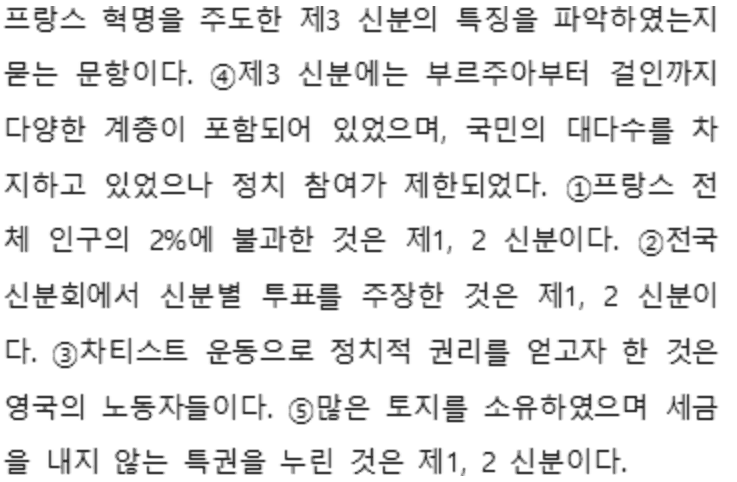 프랑스 혁명을 주도한 제3 신분의 특징을 파악하였는지
묻는 문항이다. ④제3 신분에는 부르주아부터 걸인까지
다양한 계층이 포함되어 있었으며, 국민의 대다수를 차
지하고 있었으나 정치 참여가 제한되었다. ①프랑스 전
체 인구의 2%에 불과한 것은 제1, 2 신분이다. ②전국
신분회에서 신분별 투표를 주장한 것은 제1, 2 신분이
다. ③차티스트 운동으로 정치적 권리를 얻고자 한 것은
영국의 노동자들이다. ⑤많은 토지를 소유하였으며 세금
을 내지 않는 특권을 누린 것은 제1, 2 신분이다.